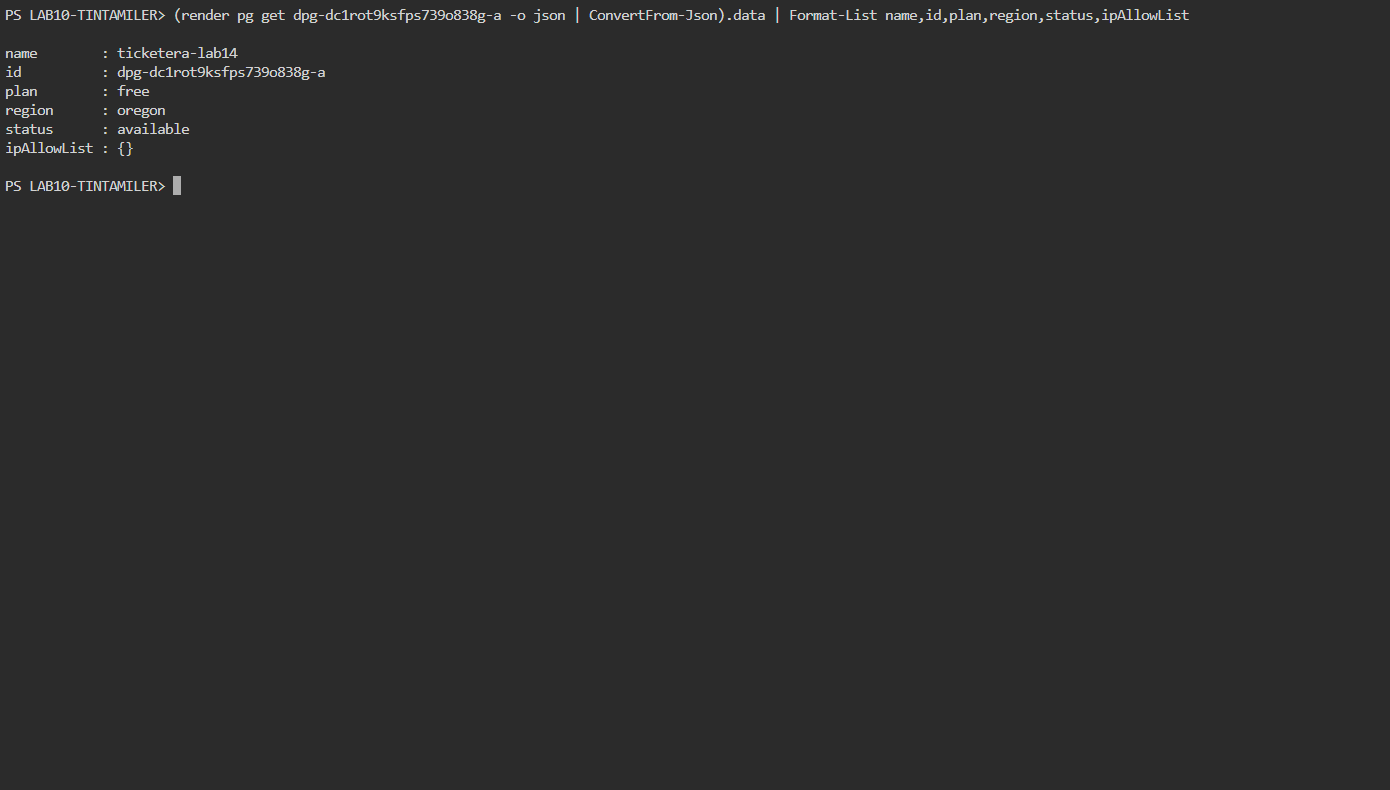 PS LAB10-TINTAMILER> (render pg get dpg-dc1rot9ksfps739o838g-a -o json | ConvertFrom-Json).data | Format-List name,id,plan,region,status,ipAllowList
name        : ticketera-lab14
id          : dpg-dc1rot9ksfps739o838g-a
plan        : free
region      : oregon
status      : available
ipAllowList : {}
PS LAB10-TINTAMILER>